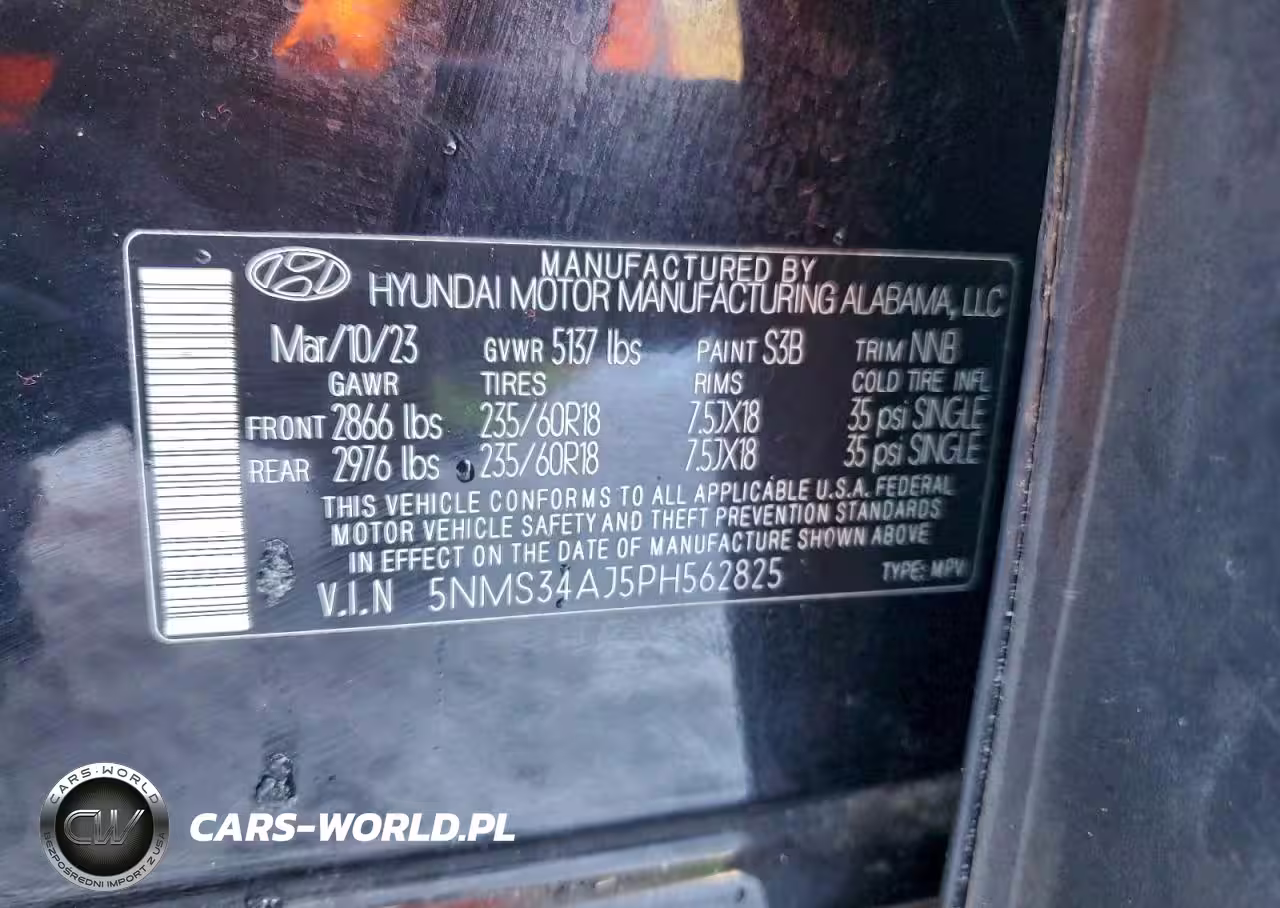 MANUFACTURED BY
HYUNDAI MOTOR MANUFACTURING ALABAMA, LLC
Mar/10/23 GVWR 5137 lbs PAINT S3B TRIM NNB
GAWR TIRES RIMS COLD TIRE INFL
FRONT 2866 lbs 235/60R18 7.5JX18 35 psi SINGLE
REAR 2976 lbs 235/60R18 7.5JX18 35 psi SINGLE
THIS VEHICLE CONFORMS TO ALL APPLICABLE U.S.A. FEDERAL
MOTOR VEHICLE SAFETY AND THEFT PREVENTION STANDARDS
IN EFFECT ON THE DATE OF MANUFACTURE SHOWN ABOVE
V.I.N 5NMS34AJ5PH562825 TYPE: MPV
CARS-WORLD
CW
BEZPOŚREDNI IMPORT Z USA
CARS-WORLD.PL